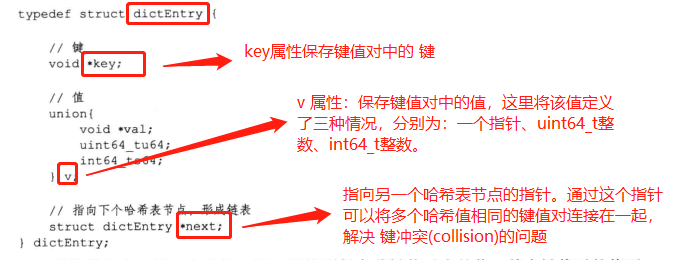 typedef struct dictEntry {
// 键
void *key;
key属性保存键值对中的 键
// 值
union{
void *val;
uint64_tu64;
int64_ts64;
} v;
v 属性：保存键值对中的值，这里将该值定义
了三种情况，分别为：一个指针、uint64_t整
数、int64_t整数。
// 指向下个哈希表节点，形成链表
struct dictEntry *next;
} dictEntry;
指向另一个哈希表节点的指针。通过这个指针
可以将多个哈希值相同的键值对连接在一起，
解决 键冲突(collision)的问题